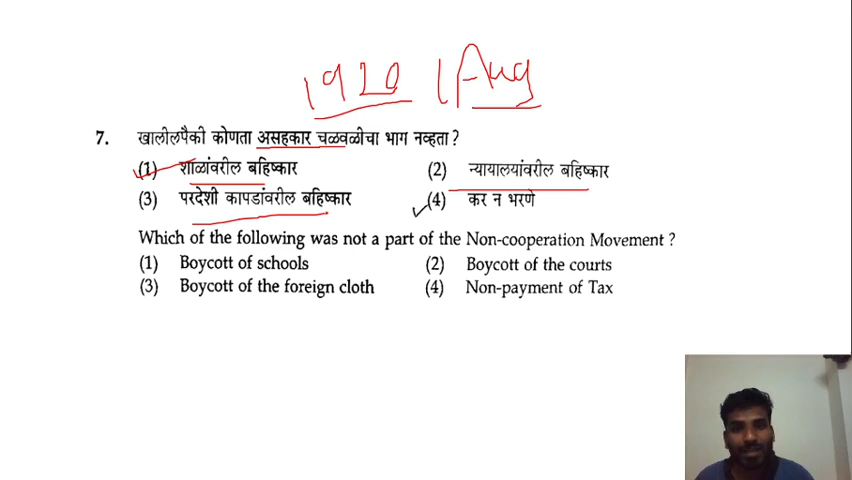 1920 1 Aug
7. खालीलपैकी कोणता असहकार चळवळीचा भाग नव्हता ?
(1) शाळांवरील बहिष्कार (2) न्यायालयांवरील बहिष्कार
(3) परदेशी कापडांवरील बहिष्कार (4) कर न भरणे
Which of the following was not a part of the Non-cooperation Movement ?
(1) Boycott of schools (2) Boycott of the courts
(3) Boycott of the foreign cloth (4) Non-payment of Tax